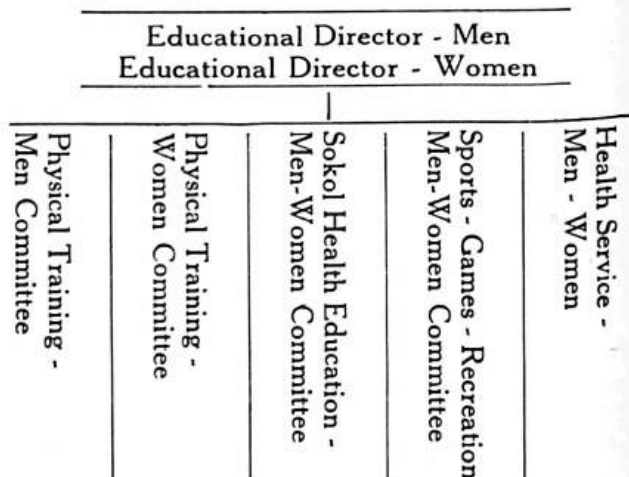 Educational Director - Men
Educational Director - Women
Physical Training -
Men Committee
Physical Training -
Women Committee
Sokol Health Education -
Men-Women Committee
Sports - Games - Recreation
Men-Women Committee
Health Service -
Men - Women